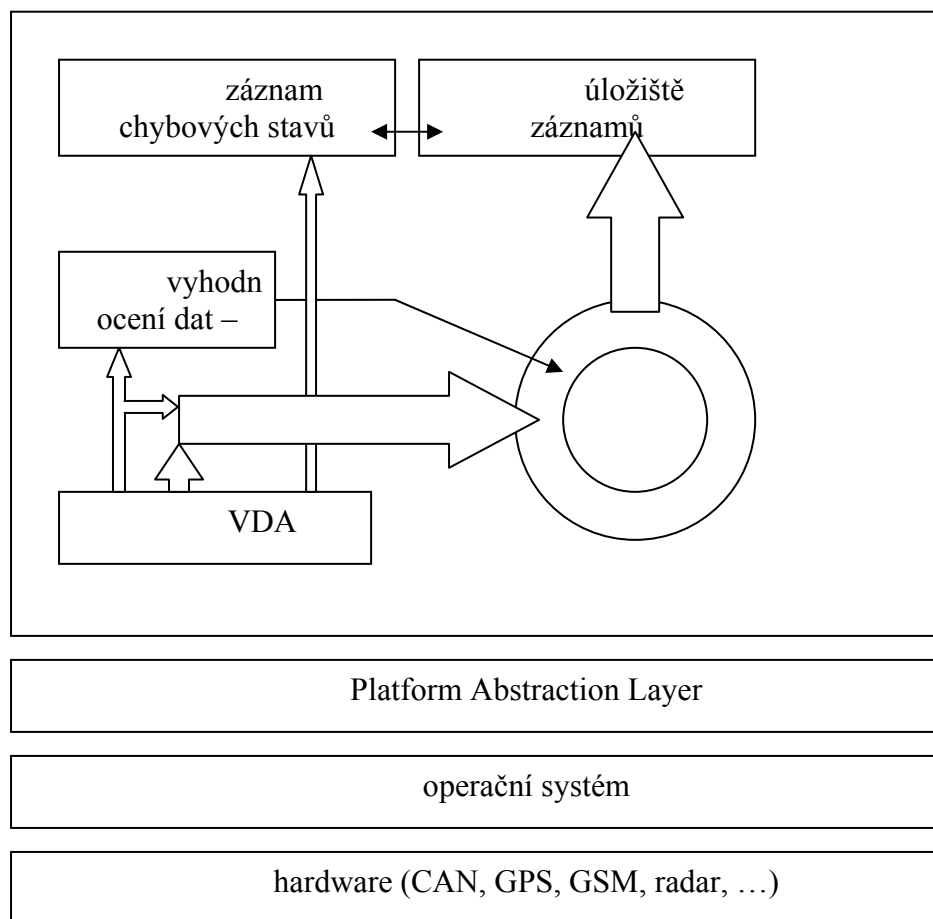 záznam
chybových stavů
úložiště
záznamů
vyhodn
ocení dat –
VDA
Platform Abstraction Layer
operační systém
hardware (CAN, GPS, GSM, radar, …)